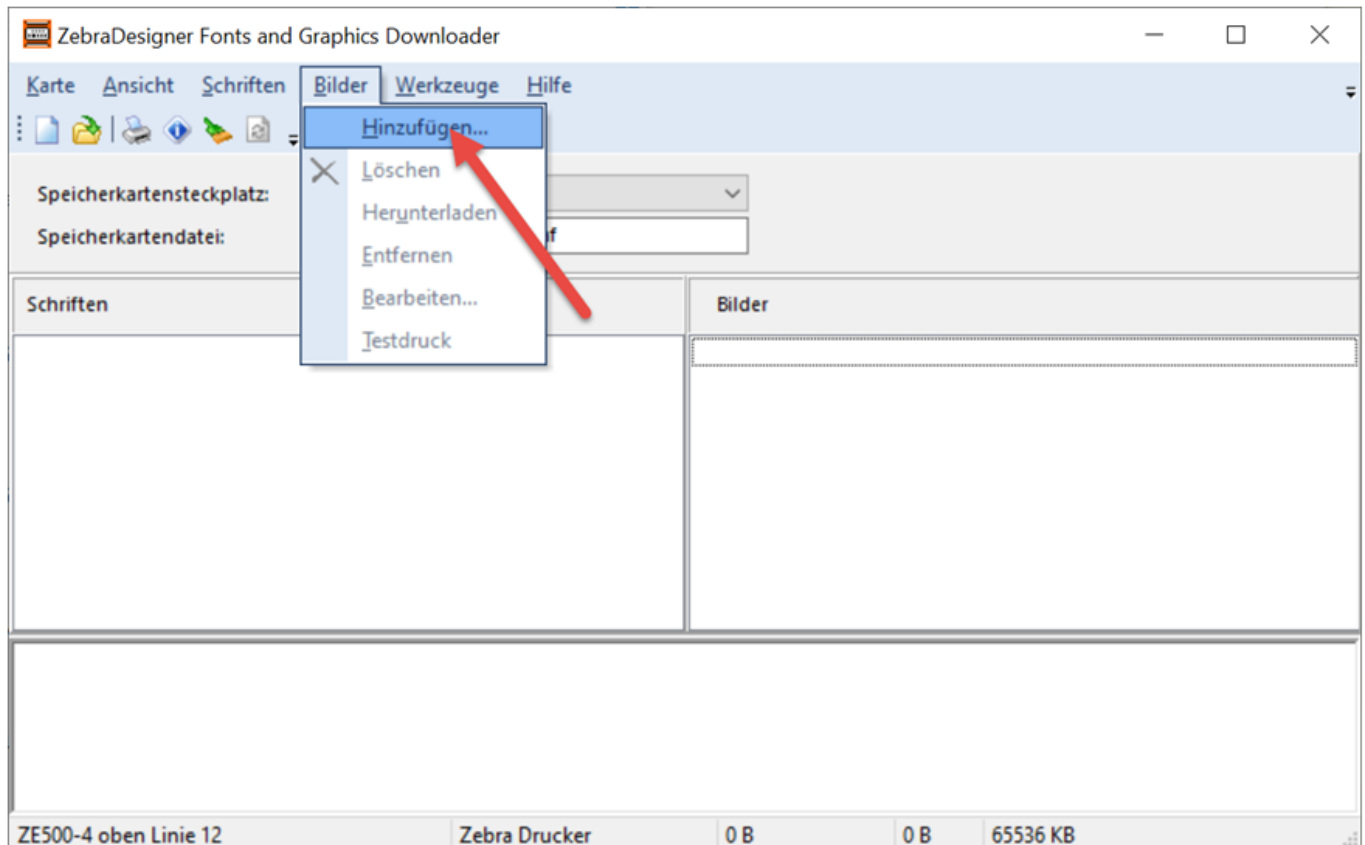 ZebraDesigner Fonts and Graphics Downloader
Karte Ansicht Schriften Bilder Werkzeuge Hilfe
Hinzufügen...
Löschen
Speicherkartensteckplatz:
Herunterladen
Speicherkartendatei:
Entfernen
Schriften
Bearbeiten...
Bilder
Testdruck
ZE500-4 oben Linie 12 Zebra Drucker 0 B 0 B 65536 KB